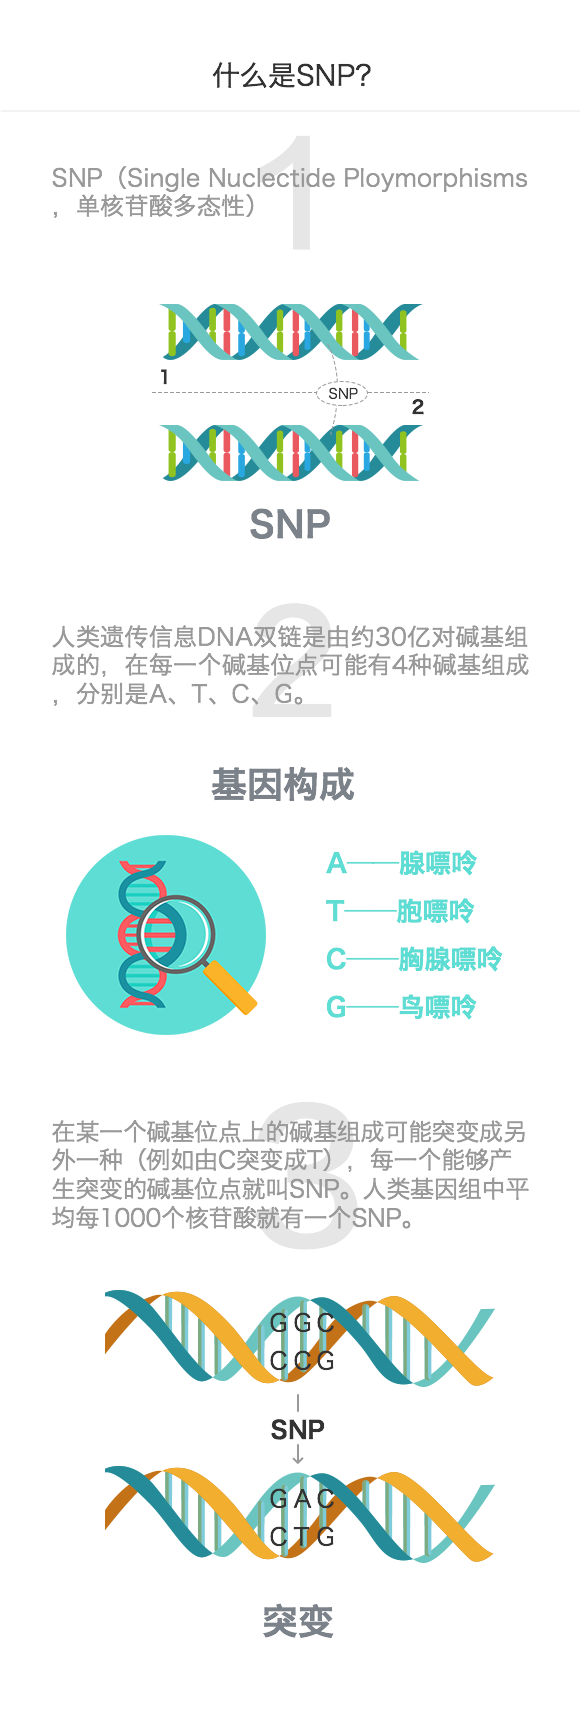 什么是SNP?
1
SNP（Single Nuclectide Ploymorphisms
，单核苷酸多态性）
1
SNP
2
SNP
2
人类遗传信息DNA双链是由约30亿对碱基组
成的，在每一个碱基位点可能有4种碱基组成
，分别是A、T、C、G。
基因构成
A——腺嘌呤
T——胞嘌呤
C——胸腺嘌呤
G——鸟嘌呤
3
在某一个碱基位点上的碱基组成可能突变成另
外一种（例如由C突变成T），每一个能够产
生突变的碱基位点就叫SNP。人类基因组中平
均每1000个核苷酸就有一个SNP。
GGC
CCG
SNP
GAC
CTG
突变